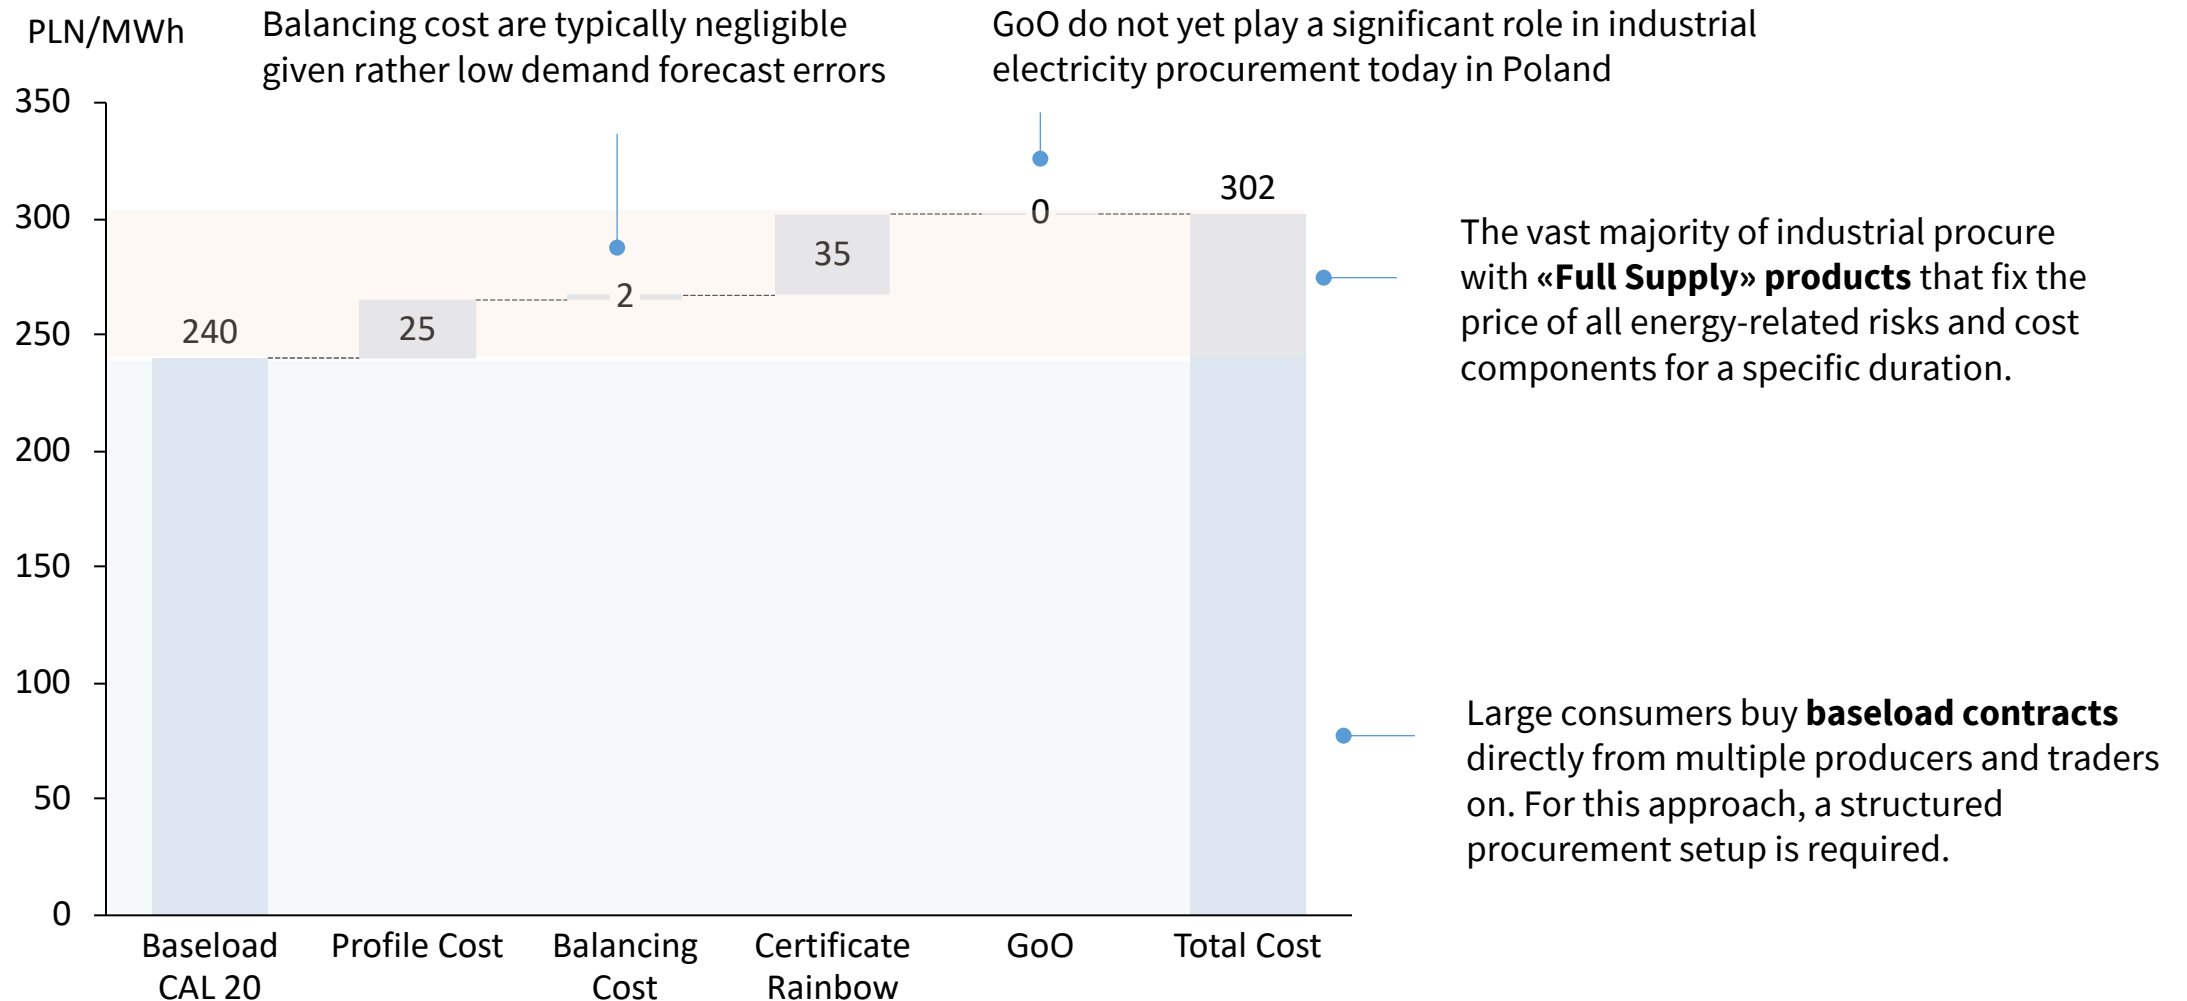 PLN/MWh
Balancing cost are typically negligible
given rather low demand forecast errors
GoO do not yet play a significant role in industrial
electricity procurement today in Poland
350
300
250
200
150
100
50
0
240
25
2
35
0
302
The vast majority of industrial procure
with «Full Supply» products that fix the
price of all energy-related risks and cost
components for a specific duration.
Large consumers buy baseload contracts
directly from multiple producers and traders
on. For this approach, a structured
procurement setup is required.
Baseload
CAL 20
Profile Cost
Balancing
Cost
Certificate
Rainbow
GoO
Total Cost